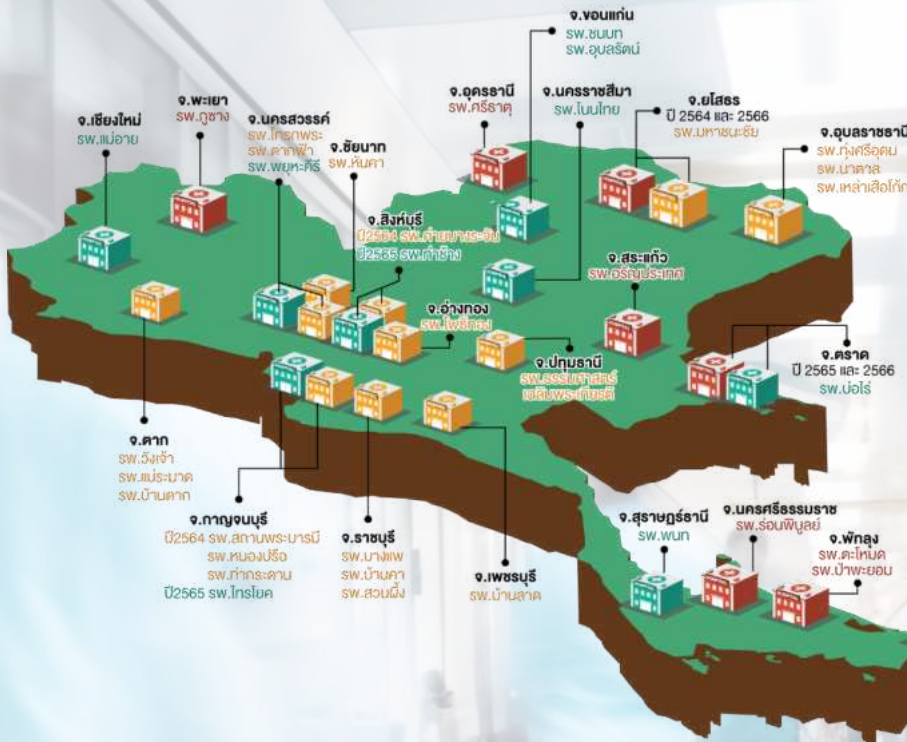 จ.ขอนแก่น
รพ.ชนบท
รพ.อุบลรัตน์
จ.อุดรธานี
รพ.ศรีธาตุ
จ.นครราชสีมา
รพ.โนนไทย
จ.ยโสธร
ปี 2564 และ 2566
รพ.มหาชนะชัย
จ.อุบลราชธานี
รพ.ทุ่งศรีอุดม
รพ.นาตาล
รพ.เหล่าเสือโก้ก
จ.เชียงใหม่
รพ.แม่อาย
จ.พะเยา
รพ.ภูซาง
จ.นครสวรรค์
รพ.โกรกพระ
รพ.ตากฟ้า
รพ.พยุหะคีรี
จ.ชัยนาท
รพ.หันคา
จ.สิงห์บุรี
ปี2564 รพ.ค่ายบางระจัน
ปี2565 รพ.ท่าช้าง
จ.อ่างทอง
รพ.โพธิ์ทอง
จ.สระแก้ว
รพ.อรัญประเทศ
จ.ปทุมธานี
รพ.ธรรมศาสตร์
เฉลิมพระเกียรติ
จ.ตราด
ปี 2565 และ 2566
รพ.บ่อไร่
จ.ตาก
รพ.วังเจ้า
รพ.แม่ระมาด
รพ.บ้านตาก
จ.กาญจนบุรี
ปี2564 รพ.สถานพระบารมี
รพ.หนองปรือ
รพ.ท่ากระดาน
ปี2565 รพ.ไทรโยค
จ.ราชบุรี
รพ.บางแพ
รพ.บ้านคา
รพ.สวนผึ้ง
จ.เพชรบุรี
รพ.บ้านลาด
จ.สุราษฎร์ธานี
รพ.พนม
จ.นครศรีธรรมราช
รพ.ร่อนพิบูลย์
จ.พัทลุง
รพ.ตะโหมด
รพ.ป่าพะยอม